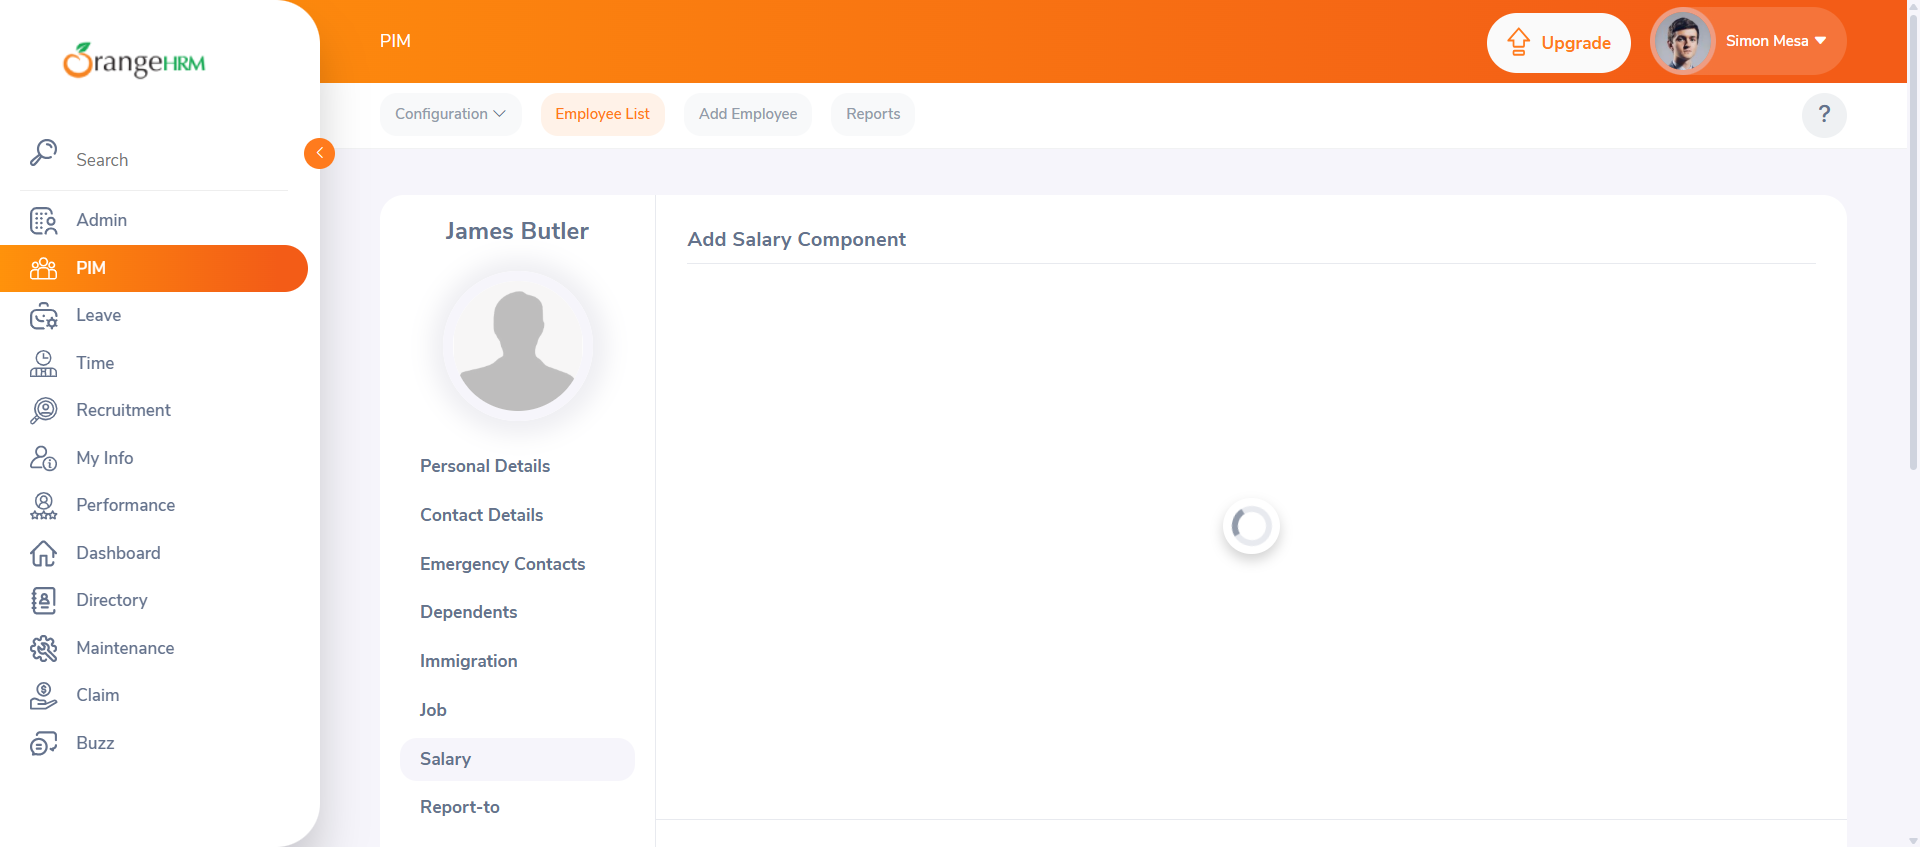 OrangeHRM
Search
Admin
PIM
Leave
Time
Recruitment
My Info
Performance
Dashboard
Directory
Maintenance
Claim
Buzz
PIM
Upgrade
Simon Mesa
Configuration
Employee List
Add Employee
Reports
?
James Butler
Personal Details
Contact Details
Emergency Contacts
Dependents
Immigration
Job
Salary
Report-to
Add Salary Component